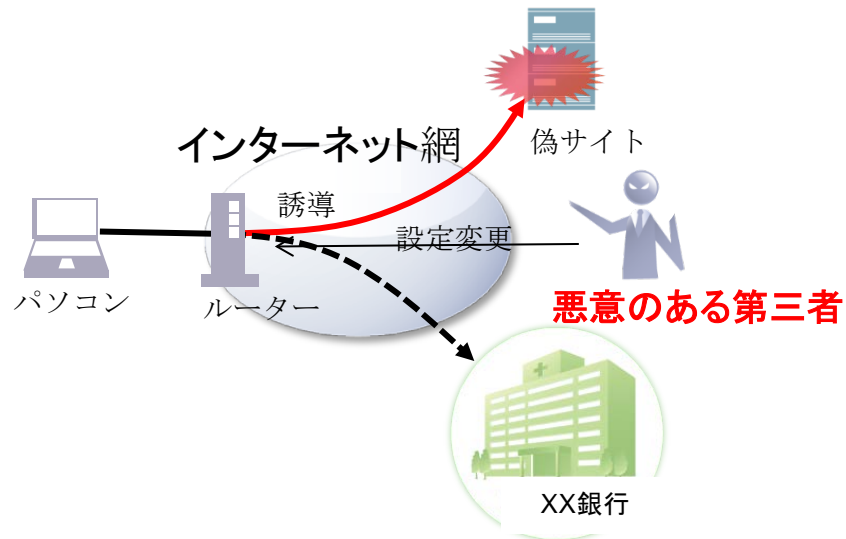 インターネット網
偽サイト
誘導
設定変更
パソコン
ルーター
悪意のある第三者
XX銀行